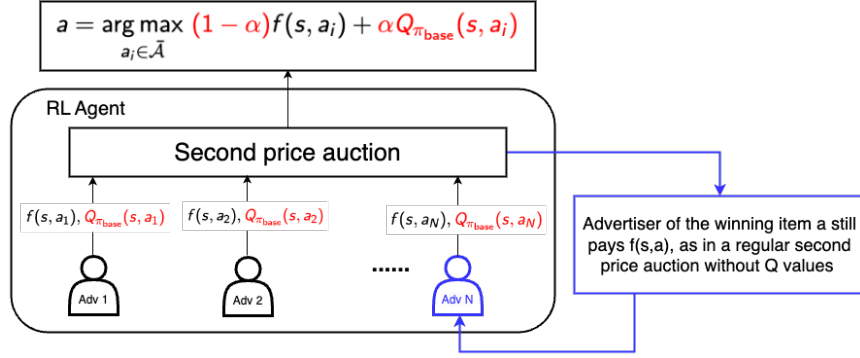 a = arg max (1 − α)f(s, a_i) + αQ_{π_base}(s, a_i)
a_i∈Ā
RL Agent
Second price auction
f(s, a_1), Q_{π_base}(s, a_1)
f(s, a_2), Q_{π_base}(s, a_2)
f(s, a_N), Q_{π_base}(s, a_N)
Adv 1
Adv 2
......
Adv N
Advertiser of the winning item a still
pays f(s,a), as in a regular second
price auction without Q values